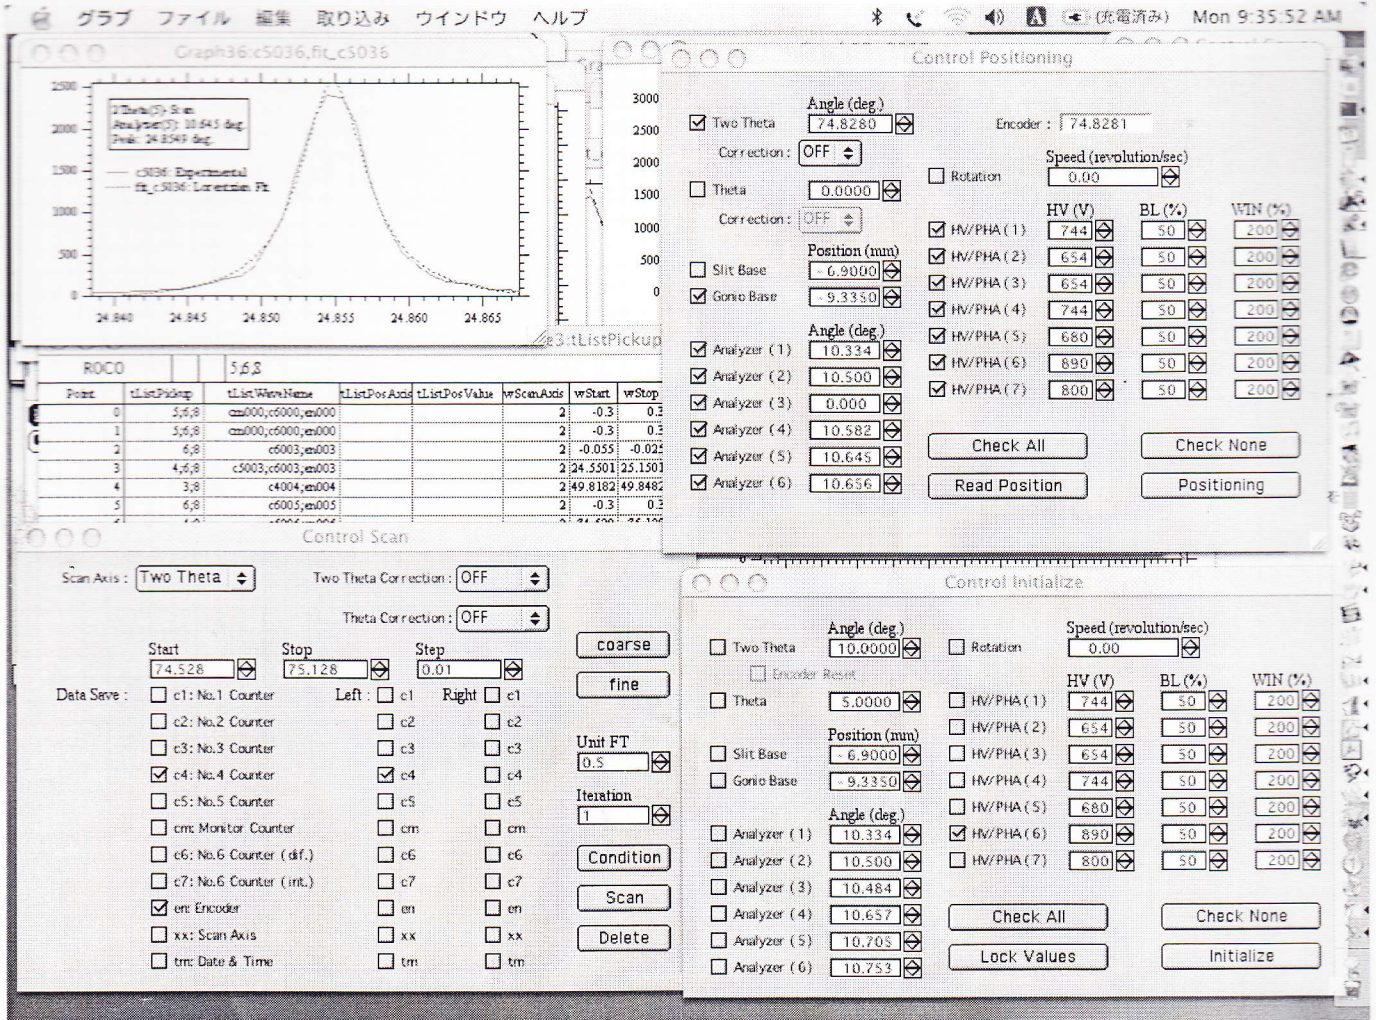 グラフ ファイル 編集 取り込み ウインドウ ヘルプ (充電済み) Mon 9:35:52 AM
Graph36:c5036,fit_c5036
2500
2000
1500
1000
500
0
2Theta(5)-Scan
Analyzer(5): 10.645 deg.
Peak: 24.8549 deg.
c5036: Experimental
fit_c5036: Lorentzian Fit
24.840 24.845 24.850 24.855 24.860 24.865
3000
2500
2000
1500
1000
500
0
Control Positioning
Angle (deg.)
Two Theta 74.8280 Encoder : 74.8281
Correction : OFF
Speed (revolution/sec)
Theta 0.0000 Rotation 0.00
Correction : OFF
HV (V) BL (%) WIN (%)
HV/PHA (1) 744 50 200
HV/PHA (2) 654 50 200
HV/PHA (3) 654 50 200
HV/PHA (4) 744 50 200
HV/PHA (5) 680 50 200
HV/PHA (6) 890 50 200
HV/PHA (7) 800 50 200
Position (mm)
Slit Base -6.9000
Gonio Base -9.3350
Angle (deg.)
Analyzer (1) 10.334
Analyzer (2) 10.500
Analyzer (3) 0.000
Analyzer (4) 10.582
Analyzer (5) 10.645
Analyzer (6) 10.656
Check All Check None
Read Position Positioning
e3:tListPickup
ROC0 5;6;8
Point tListPickup tListWaveName tListPosAxis tListPosValue wScanAxis wStart wStop
0 5;6;8 cm000;c6000;en000 2 -0.3 0.3
1 5;6;8 cm000;c6000;en000 2 -0.3 0.3
2 6;8 c6003;en003 2 -0.055 -0.025
3 4;6;8 c5003;c6003;en003 2 24.5501 25.1501
4 3;8 c4004;en004 2 49.8182 49.8482
5 6;8 c6005;en005 2 -0.3 0.3
Control Scan
Scan Axis : Two Theta Two Theta Correction : OFF
Theta Correction : OFF
Start Stop Step
74.528 75.128 0.01
Data Save : c1: No.1 Counter Left : c1 Right c1
c2: No.2 Counter c2 c2
c3: No.3 Counter c3 c3
c4: No.4 Counter c4 c4
c5: No.5 Counter c5 c5
cm: Monitor Counter cm cm
c6: No.6 Counter (dif.) c6 c6
c7: No.6 Counter (int.) c7 c7
en: Encoder en en
xx: Scan Axis xx xx
tm: Date & Time tm tm
coarse
fine
Unit FT
0.5
Iteration
1
Condition
Scan
Delete
Control Initialize
Angle (deg.) Speed (revolution/sec)
Two Theta 10.0000 Rotation 0.00
Encoder Reset
Theta 5.0000
HV (V) BL (%) WIN (%)
HV/PHA (1) 744 50 200
HV/PHA (2) 654 50 200
HV/PHA (3) 654 50 200
HV/PHA (4) 744 50 200
HV/PHA (5) 680 50 200
HV/PHA (6) 890 50 200
HV/PHA (7) 800 50 200
Position (mm)
Slit Base -6.9000
Gonio Base -9.3350
Angle (deg.)
Analyzer (1) 10.334
Analyzer (2) 10.500
Analyzer (3) 10.484
Analyzer (4) 10.657
Analyzer (5) 10.705
Analyzer (6) 10.753
Check All Check None
Lock Values Initialize